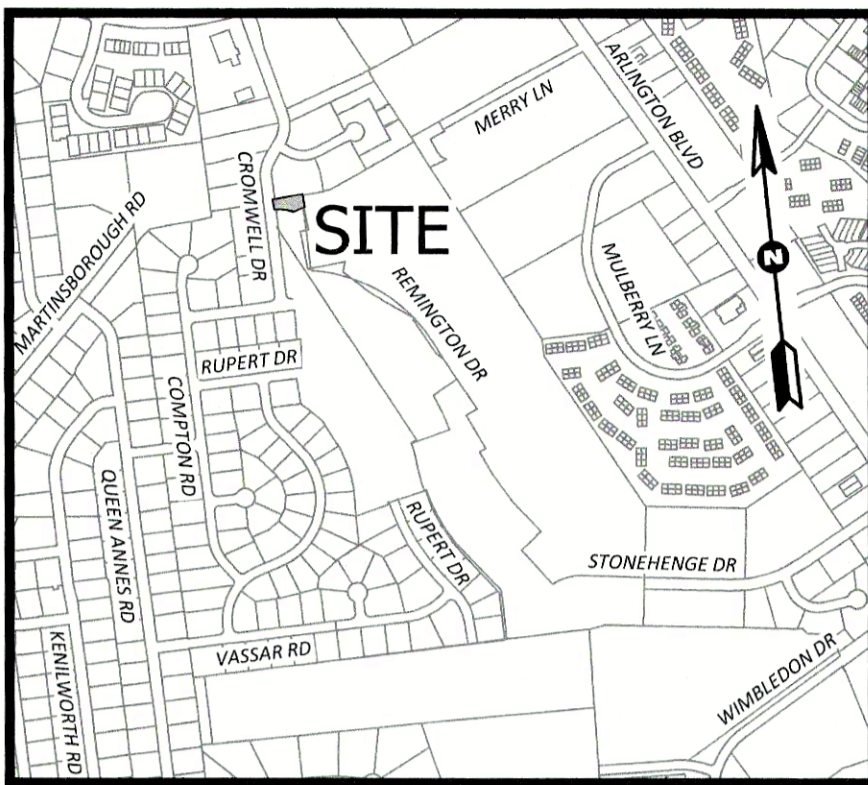 ARLINGTON BLVD
MERRY LN
CROMWELL DR
SITE
MARTINSBOROUGH RD
REMINGTON DR
MULBERRY LN
N
RUPERT DR
COMPTON RD
QUEEN ANNES RD
RUPERT DR
STONEHENGE DR
KENILWORTH RD
VASSAR RD
WIMBLEDON DR